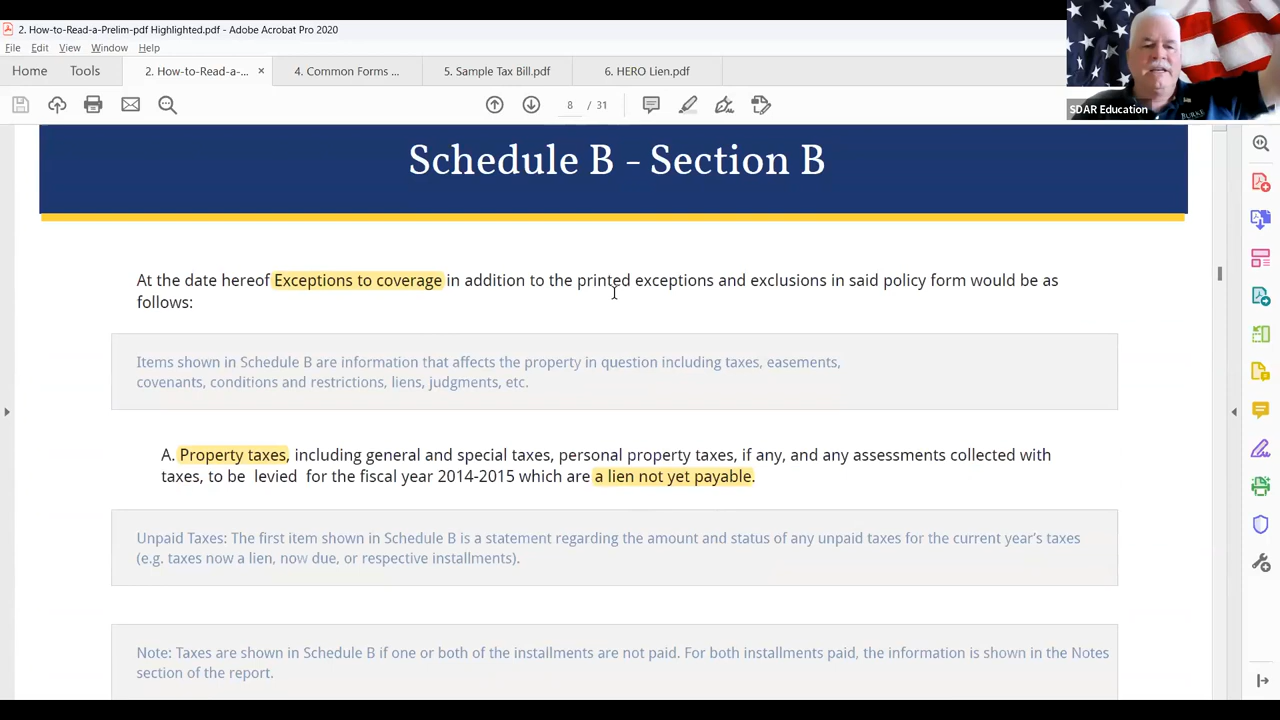 2. How-to-Read-a-Prelim-pdf Highlighted.pdf - Adobe Acrobat Pro 2020
File Edit View Window Help
Home Tools 2. How-to-Read-a-... × 4. Common Forms ... 5. Sample Tax Bill.pdf 6. HERO Lien.pdf
8 / 31
SDAR Education
Schedule B - Section B
At the date hereof Exceptions to coverage in addition to the printed exceptions and exclusions in said policy form would be as
follows:
Items shown in Schedule B are information that affects the property in question including taxes, easements,
covenants, conditions and restrictions, liens, judgments, etc.
A. Property taxes, including general and special taxes, personal property taxes, if any, and any assessments collected with
taxes, to be levied for the fiscal year 2014-2015 which are a lien not yet payable.
Unpaid Taxes: The first item shown in Schedule B is a statement regarding the amount and status of any unpaid taxes for the current year's taxes
(e.g. taxes now a lien, now due, or respective installments).
Note: Taxes are shown in Schedule B if one or both of the installments are not paid. For both installments paid, the information is shown in the Notes
section of the report.